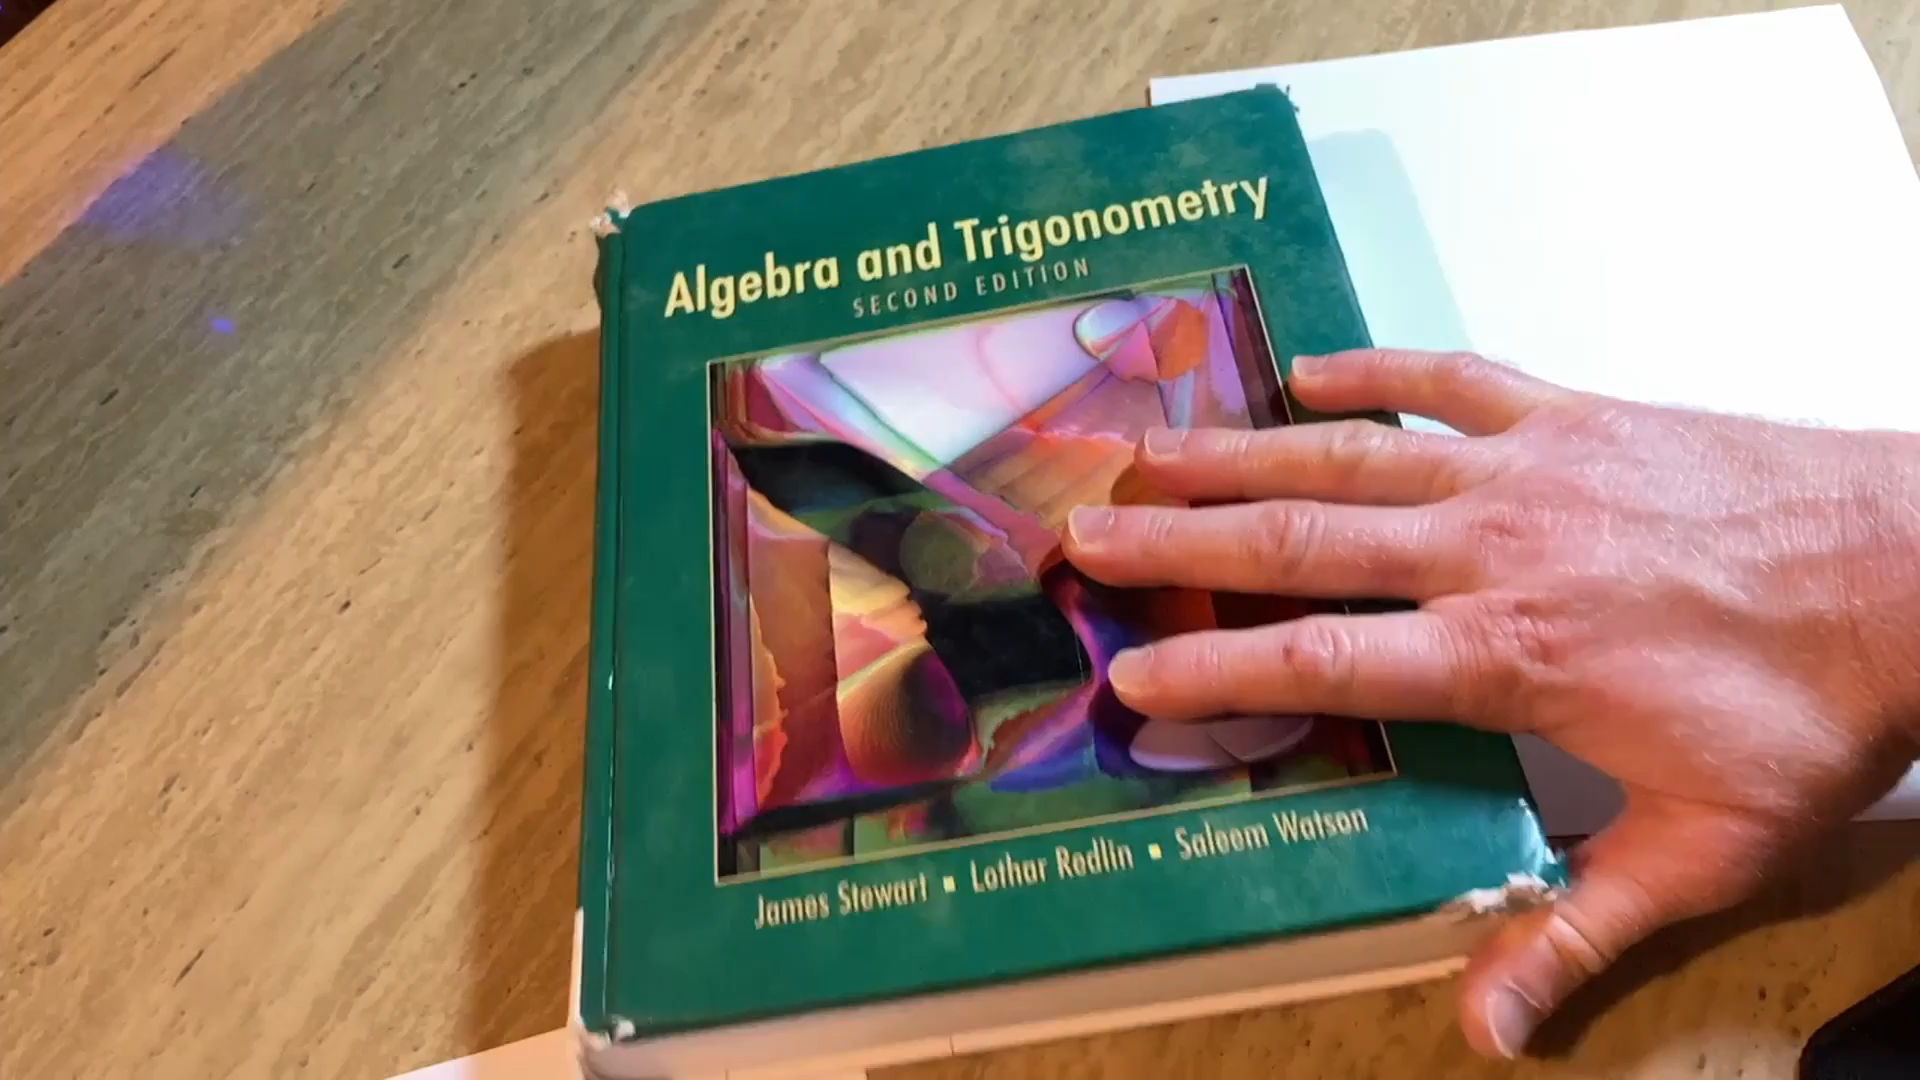 Algebra and Trigonometry
SECOND EDITION
James Stewart ▪ Lothar Redlin ▪ Saleem Watson